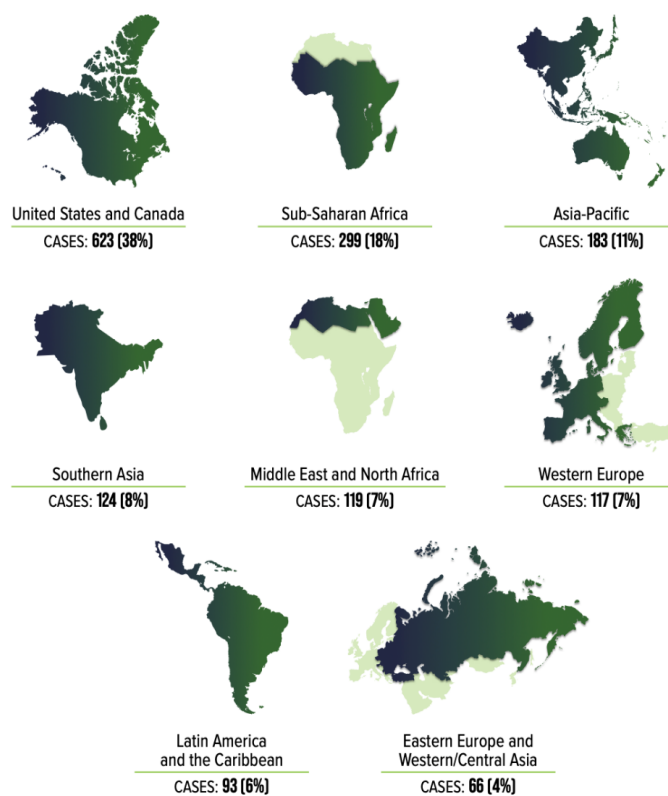 United States and Canada
CASES: 623 (38%)
Sub-Saharan Africa
CASES: 299 (18%)
Asia-Pacific
CASES: 183 (11%)
Southern Asia
CASES: 124 (8%)
Middle East and North Africa
CASES: 119 (7%)
Western Europe
CASES: 117 (7%)
Latin America
and the Caribbean
CASES: 93 (6%)
Eastern Europe and
Western/Central Asia
CASES: 66 (4%)